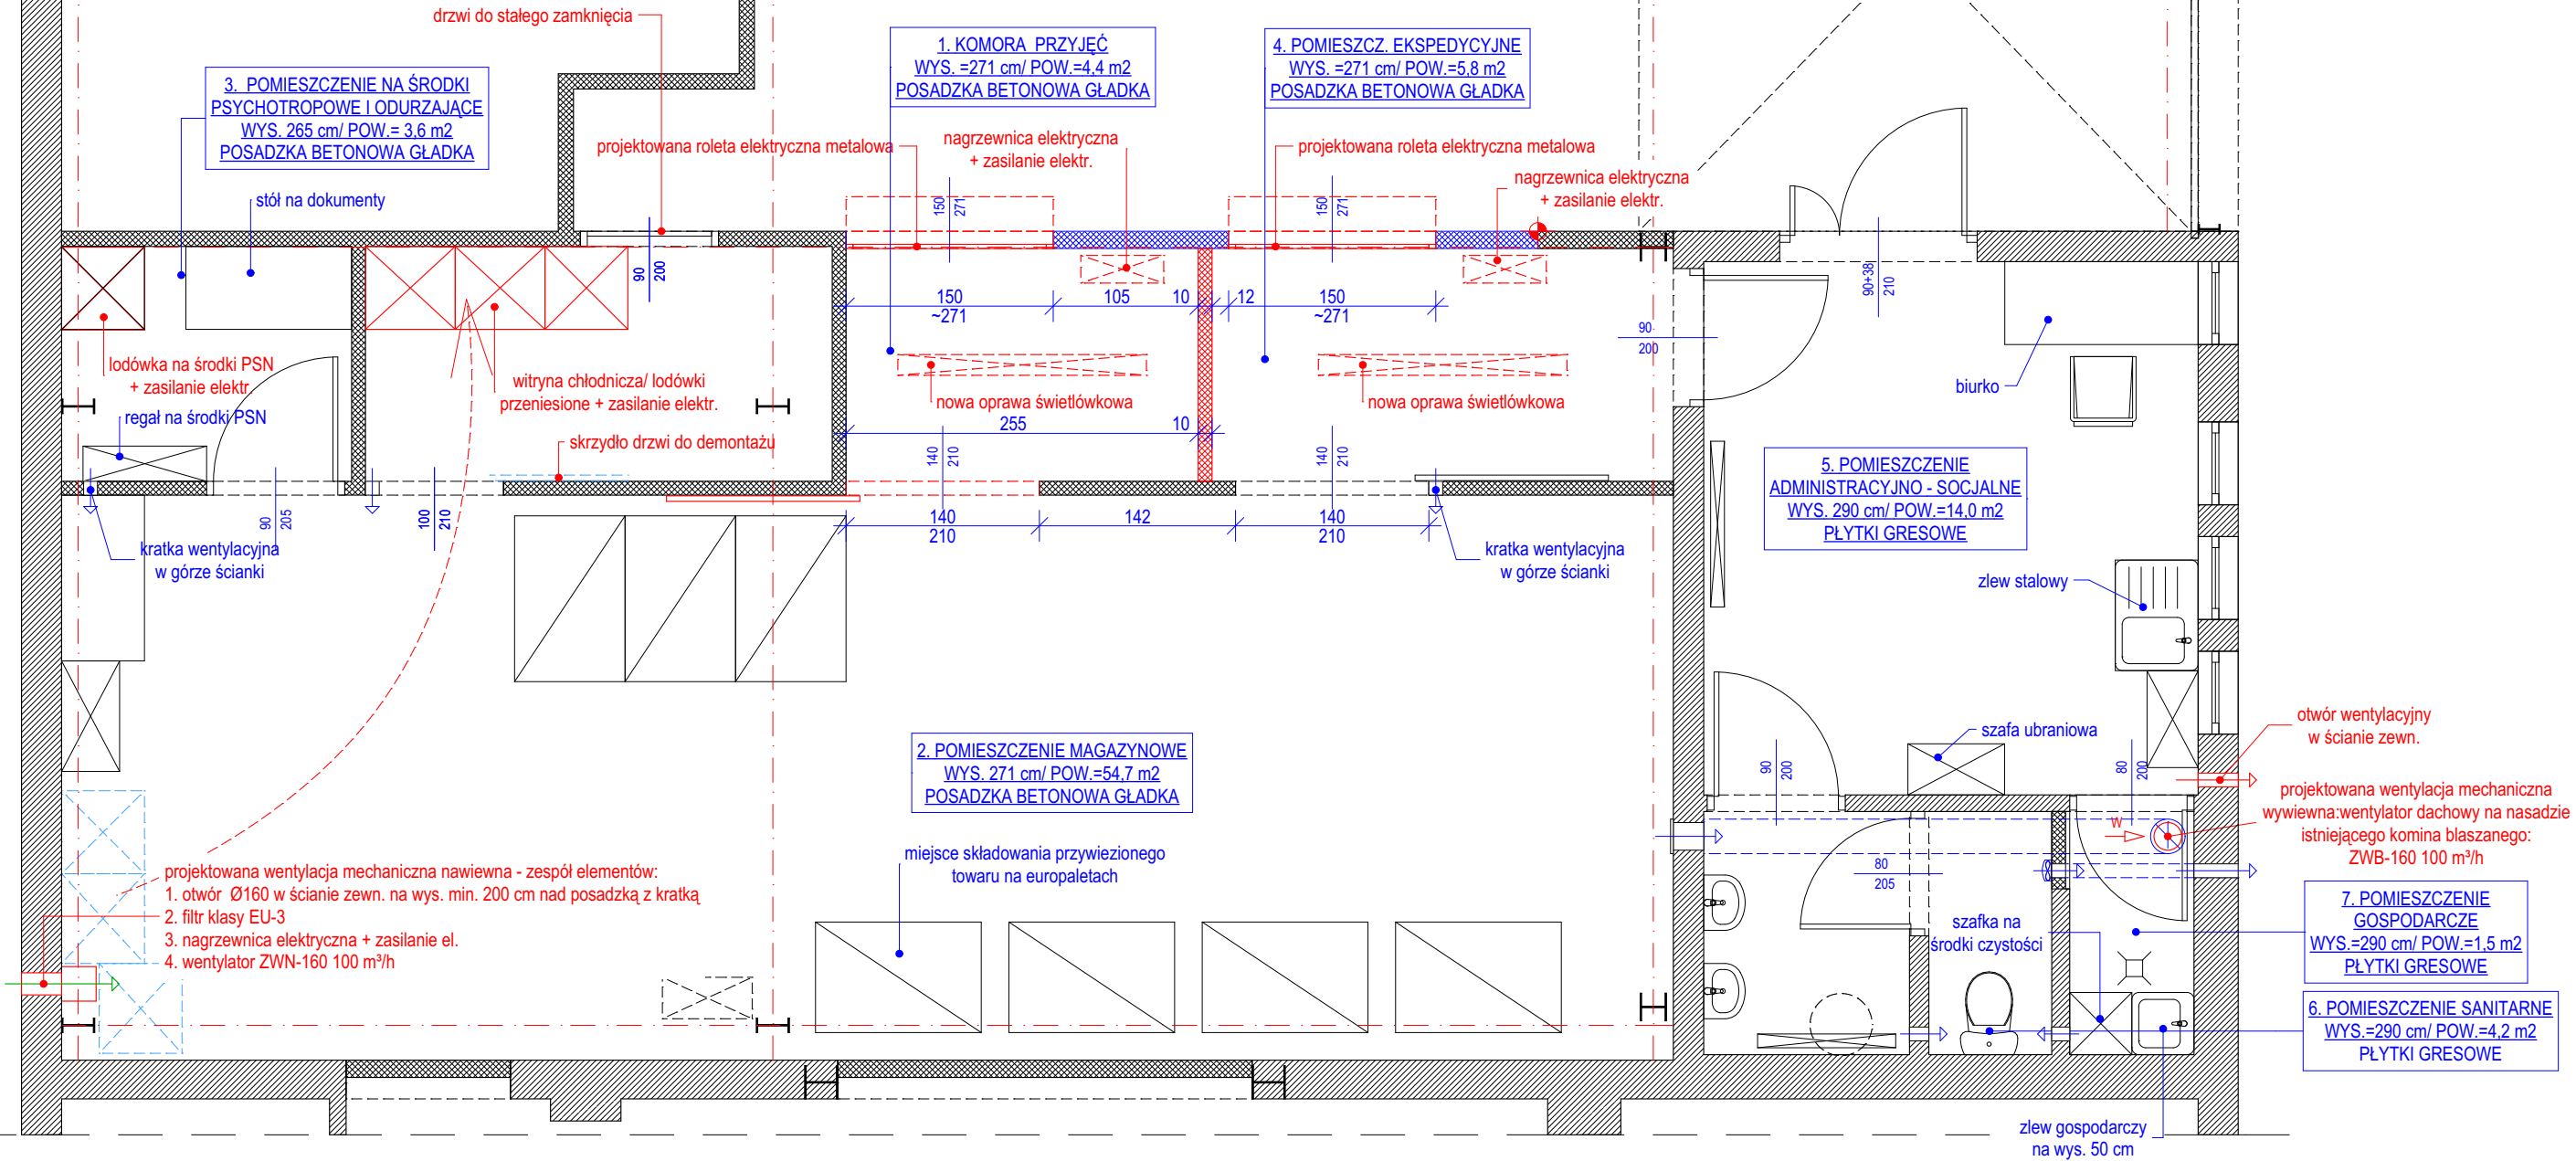 drzwi do stałego zamknięcia
3. POMIESZCZENIE NA ŚRODKI
PSYCHOTROPOWE I ODURZAJĄCE
WYS. 265 cm/ POW.= 3,6 m2
POSADZKA BETONOWA GŁADKA
1. KOMORA PRZYJĘĆ
WYS. =271 cm/ POW.=4,4 m2
POSADZKA BETONOWA GŁADKA
4. POMIESZCZ. EKSPEDYCYJNE
WYS. =271 cm/ POW.=5,8 m2
POSADZKA BETONOWA GŁADKA
projektowana roleta elektryczna metalowa
nagrzewnica elektryczna
+ zasilanie elektr.
projektowana roleta elektryczna metalowa
nagrzewnica elektryczna
+ zasilanie elektr.
stół na dokumenty
150
271
150
271
90
200
90+38
210
150
~271
105
10
12
150
~271
90
200
lodówka na środki PSN
+ zasilanie elektr.
regał na środki PSN
witryna chłodnicza/ lodówki
przeniesione + zasilanie elektr.
nowa oprawa świetlówkowa
nowa oprawa świetlówkowa
biurko
255
10
skrzydło drzwi do demontażu
140
210
140
210
5. POMIESZCZENIE
ADMINISTRACYJNO - SOCJALNE
WYS. 290 cm/ POW.=14,0 m2
PŁYTKI GRESOWE
90
205
100
210
140
210
142
140
210
kratka wentylacyjna
w górze ścianki
kratka wentylacyjna
w górze ścianki
zlew stalowy
2. POMIESZCZENIE MAGAZYNOWE
WYS. 271 cm/ POW.=54,7 m2
POSADZKA BETONOWA GŁADKA
szafa ubraniowa
otwór wentylacyjny
w ścianie zewn.
90
200
80
200
projektowana wentylacja mechaniczna
wywiewna:wentylator dachowy na nasadzie
istniejącego komina blaszanego:
ZWB-160 100 m³/h
W
miejsce składowania przywiezionego
towaru na europaletach
80
205
projektowana wentylacja mechaniczna nawiewna - zespół elementów:
1. otwór Ø160 w ścianie zewn. na wys. min. 200 cm nad posadzką z kratką
2. filtr klasy EU-3
3. nagrzewnica elektryczna + zasilanie el.
4. wentylator ZWN-160 100 m³/h
szafka na
środki czystości
7. POMIESZCZENIE
GOSPODARCZE
WYS.=290 cm/ POW.=1,5 m2
PŁYTKI GRESOWE
6. POMIESZCZENIE SANITARNE
WYS.=290 cm/ POW.=4,2 m2
PŁYTKI GRESOWE
zlew gospodarczy
na wys. 50 cm